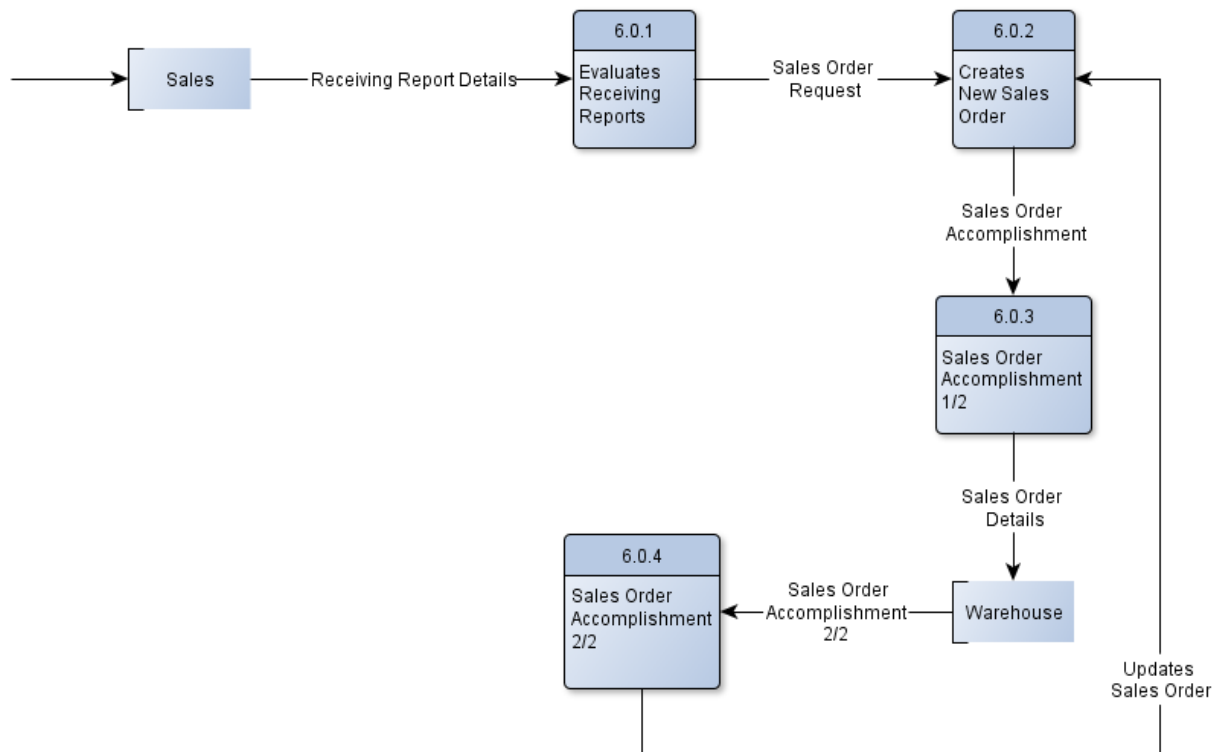 6.0.1
6.0.2
Sales
Receiving Report Details
Evaluates
Receiving
Reports
Sales Order
Request
Creates
New Sales
Order
Sales Order
Accomplishment
6.0.3
Sales Order
Accomplishment
1/2
Sales Order
Details
6.0.4
Sales Order
Accomplishment
2/2
Sales Order
Accomplishment
2/2
Warehouse
Updates
Sales Order